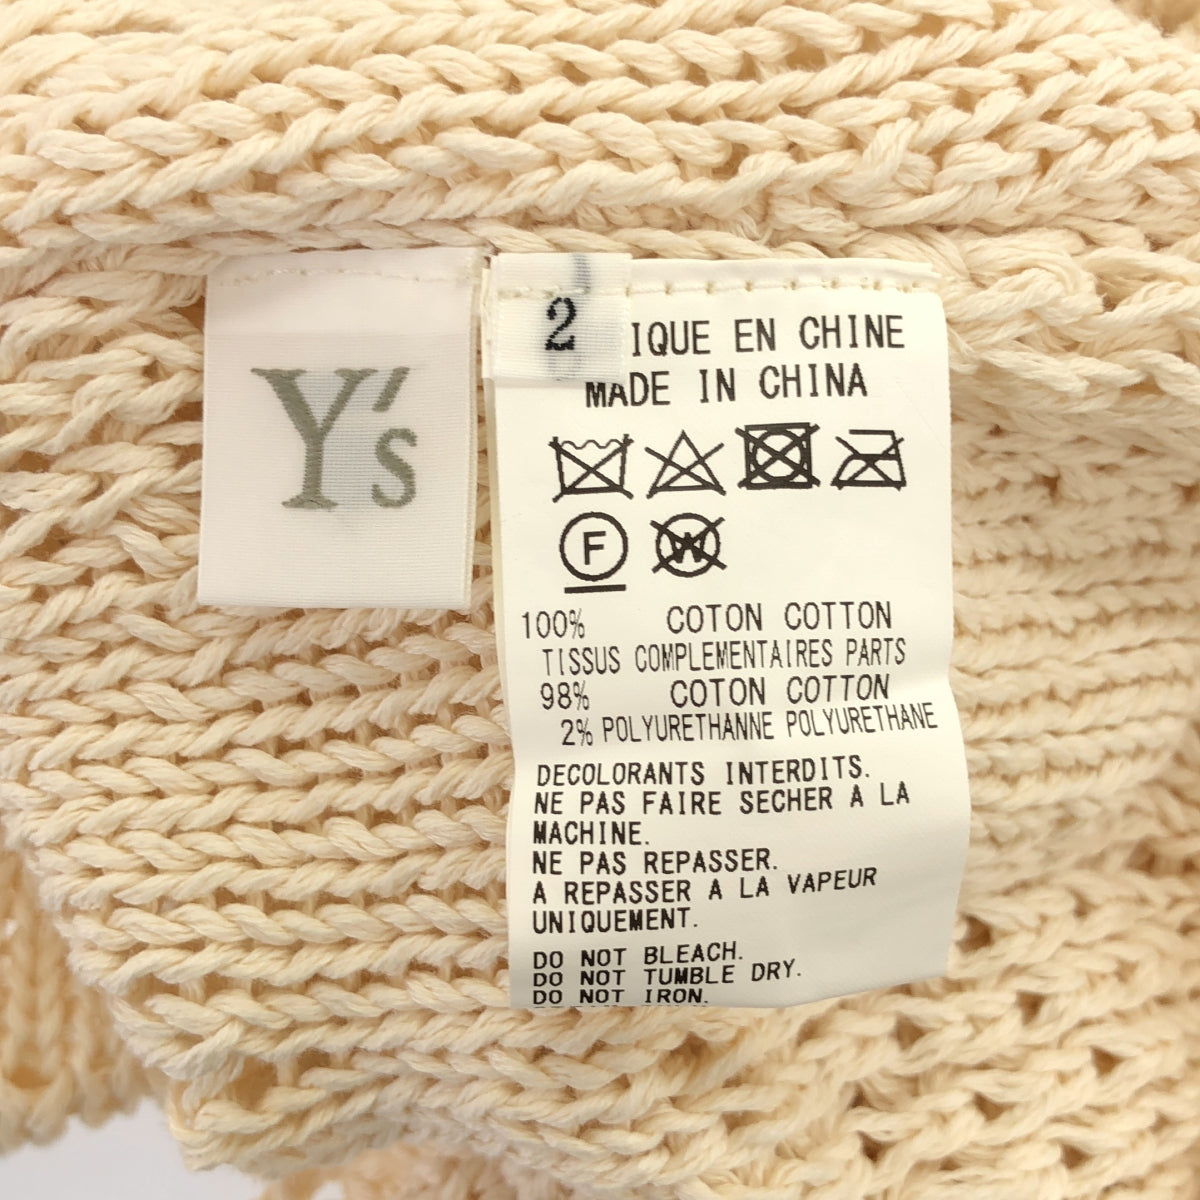 Y's
2
IQUE EN CHINE
MADE IN CHINA
F
W
100% COTON COTTON
TISSUS COMPLEMENTAIRES PARTS
98% COTON COTTON
2% POLYURETHANNE POLYURETHANE
DECOLORANTS INTERDITS.
NE PAS FAIRE SECHER A LA
MACHINE.
NE PAS REPASSER.
A REPASSER A LA VAPEUR
UNIQUEMENT.
DO NOT BLEACH.
DO NOT TUMBLE DRY.
DO NOT IRON.